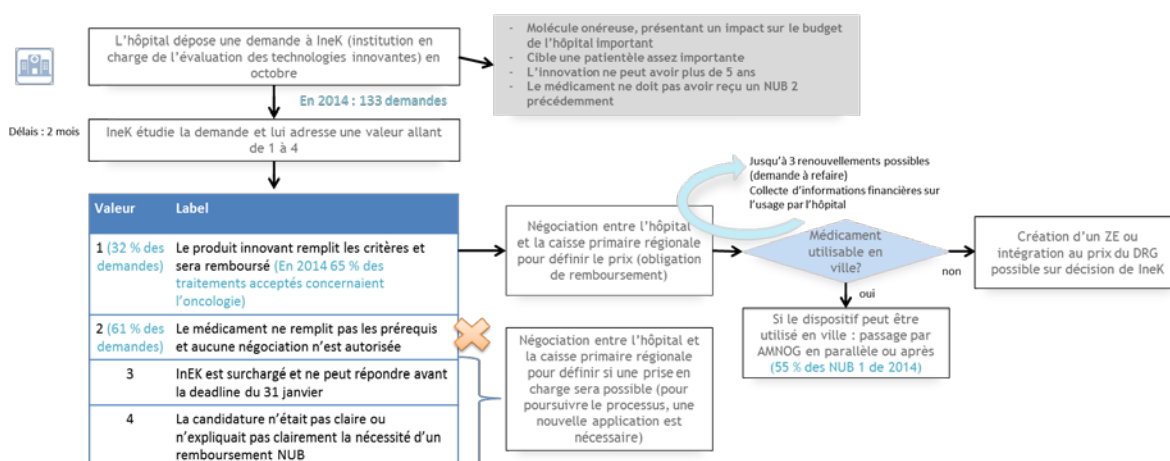 L'hôpital dépose une demande à IneK (institution en
charge de l'évaluation des technologies innovantes) en
octobre
- Molécule onéreuse, présentant un impact sur le budget
de l'hôpital important
- Cible une patientèle assez importante
- L'innovation ne peut avoir plus de 5 ans
- Le médicament ne doit pas avoir reçu un NUB 2
précédemment
En 2014 : 133 demandes
Délais : 2 mois
IneK étudie la demande et lui adresse une valeur allant
de 1 à 4
Valeur Label
1 (32 % des
demandes)
Le produit innovant remplit les critères et
sera remboursé (En 2014 65 % des
traitements acceptés concernaient
l'oncologie)
2 (61 % des
demandes)
Le médicament ne remplit pas les prérequis
et aucune négociation n'est autorisée
3
InEK est surchargé et ne peut répondre avant
la deadline du 31 janvier
4
La candidature n'était pas claire ou
n'expliquait pas clairement la nécessité d'un
remboursement NUB
Négociation entre l'hôpital
et la caisse primaire régionale
pour définir le prix (obligation
de remboursement)
Négociation entre l'hôpital et
la caisse primaire régionale
pour définir si une prise en
charge sera possible (pour
poursuivre le processus, une
nouvelle application est
nécessaire)
Jusqu'à 3 renouvellements possibles
(demande à refaire)
Collecte d'informations financières sur
l'usage par l'hôpital
Médicament
utilisable en
ville?
non
oui
Création d'un ZE ou
intégration au prix du DRG
possible sur décision de IneK
Si le dispositif peut être
utilisé en ville : passage par
AMNOG en parallèle ou après
(55 % des NUB 1 de 2014)